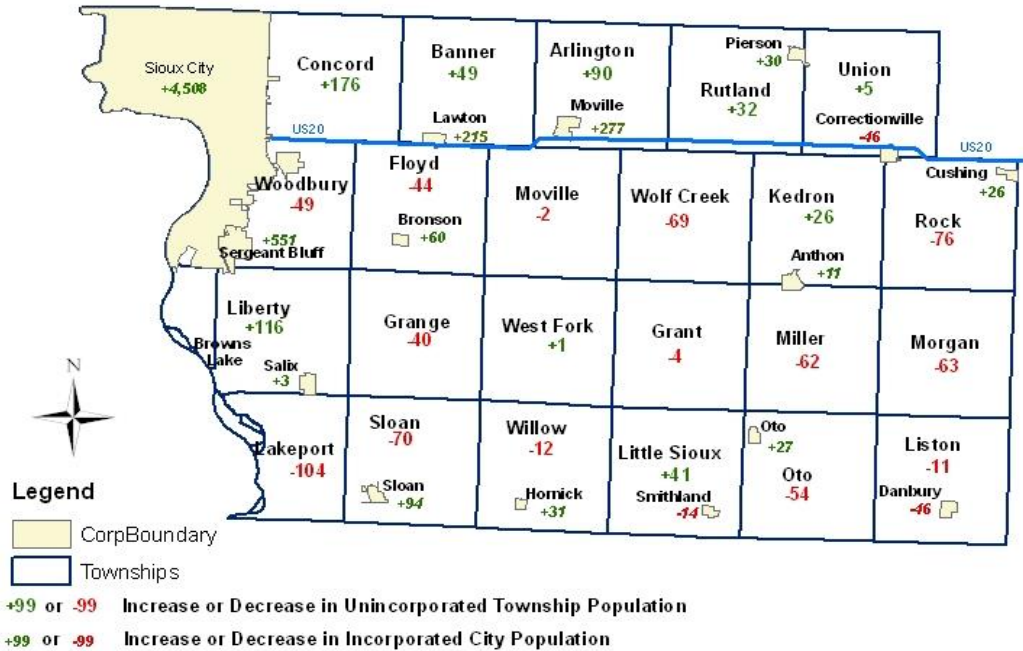 Sioux City
+4,508
Concord
+176
Banner
+49
Lawton
+215
Arlington
+90
Moville
+277
Pierson
+30
Rutland
+32
Union
+5
Correctionville
-46
US20
US20
Cushing
+26
Woodbury
-49
+551
Sergeant Bluff
Floyd
-44
Bronson
+60
Moville
-2
Wolf Creek
-69
Kedron
+26
Anthon
+11
Rock
-76
Liberty
+116
Browns
Lake
Salix
+3
Grange
-40
West Fork
+1
Grant
-4
Miller
-62
Morgan
-63
N
Lakeport
-104
Sloan
-70
Sloan
+94
Willow
-12
Hornick
+31
Little Sioux
+41
Smithland
-14
Oto
+27
Oto
-54
Liston
-11
Danbury
-46
Legend
CorpBoundary
Townships
+99 or -99 Increase or Decrease in Unincorporated Township Population
+99 or -99 Increase or Decrease in Incorporated City Population